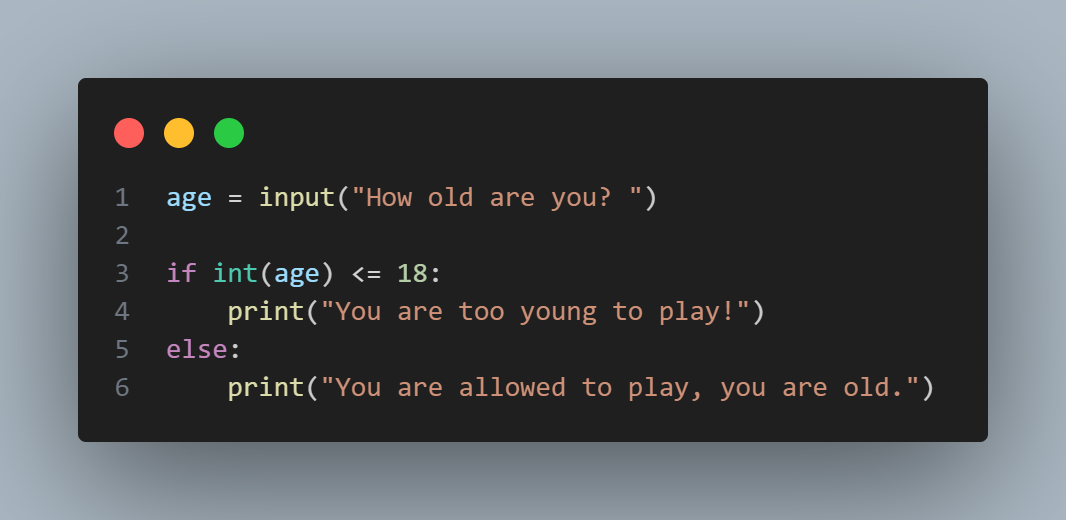 1 age = input("How old are you? ")
2
3 if int(age) <= 18:
4     print("You are too young to play!")
5 else:
6     print("You are allowed to play, you are old.")